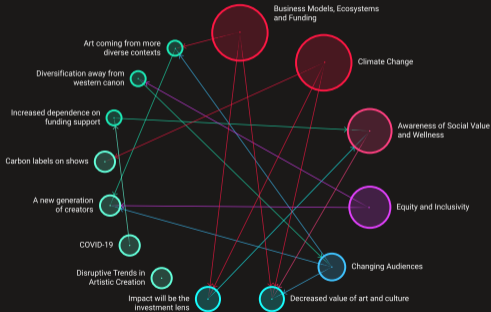 Business Models, Ecosystems
and Funding
Art coming from more
diverse contexts
Climate Change
Diversification away from
western canon
Increased dependence on
funding support
Awareness of Social Value
and Wellness
Carbon labels on shows
A new generation
of creators
Equity and Inclusivity
COVID-19
Changing Audiences
Disruptive Trends in
Artistic Creation
Impact will be the
investment lens
Decreased value of art and culture